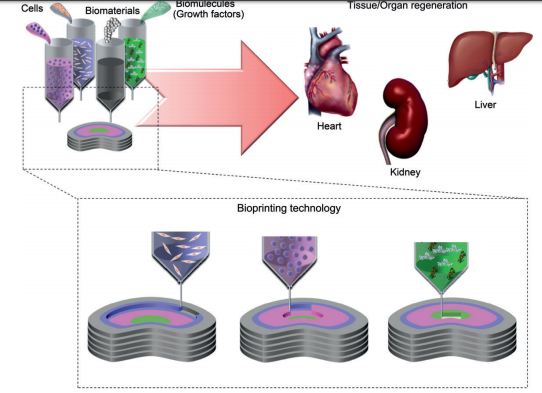 Cells
Biomaterials
Biomolecules
(Growth factors)
Tissue/Organ regeneration
Heart
Kidney
Liver
Bioprinting technology